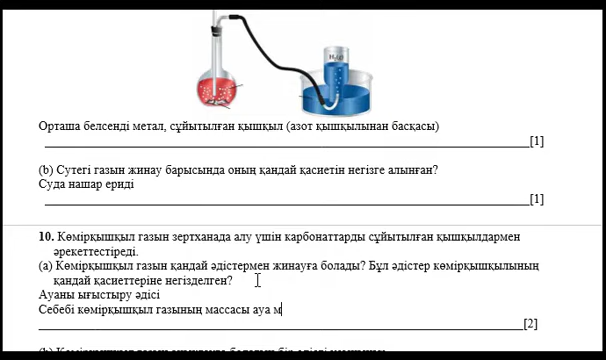 H₂(г)
Орташа белсенді метал, сұйытылған қышқыл (азот қышқылынан басқасы)
[1]
(b) Сутегі газын жинау барысында оның қандай қасиетін негізге алынған?
Суда нашар ериді
[1]
10. Көмірқышқыл газын зертханада алу үшін карбонаттарды сұйытылған қышқылдармен
әрекеттестіреді.
(а) Көмірқышқыл газын қандай әдістермен жинауға болады? Бұл әдістер көмірқышқылының
қандай қасиеттеріне негізделген?
Ауаны ығыстыру әдісі
Себебі көмірқышқыл газының массасы ауа м
[2]